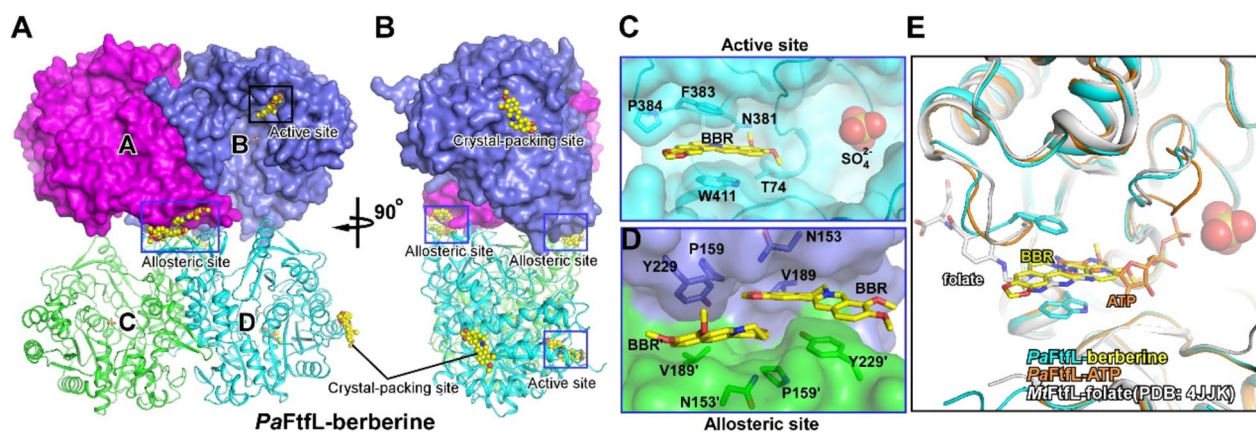 A
A
B
Active site
Allosteric site
C
D
90°
Crystal-packing site
PaFtfL-berberine
B
Crystal-packing site
Allosteric site
Allosteric site
Active site
C
Active site
P384
F383
N381
BBR
W411
T74
SO₄²⁻
D
P159
N153
Y229
V189
BBR
BBR
V189'
Y229'
N153'
P159'
Allosteric site
E
folate
BBR
ATP
PaFtfL-berberine
PaFtfL-ATP
MtFtfL-folate(PDB: 4JJK)